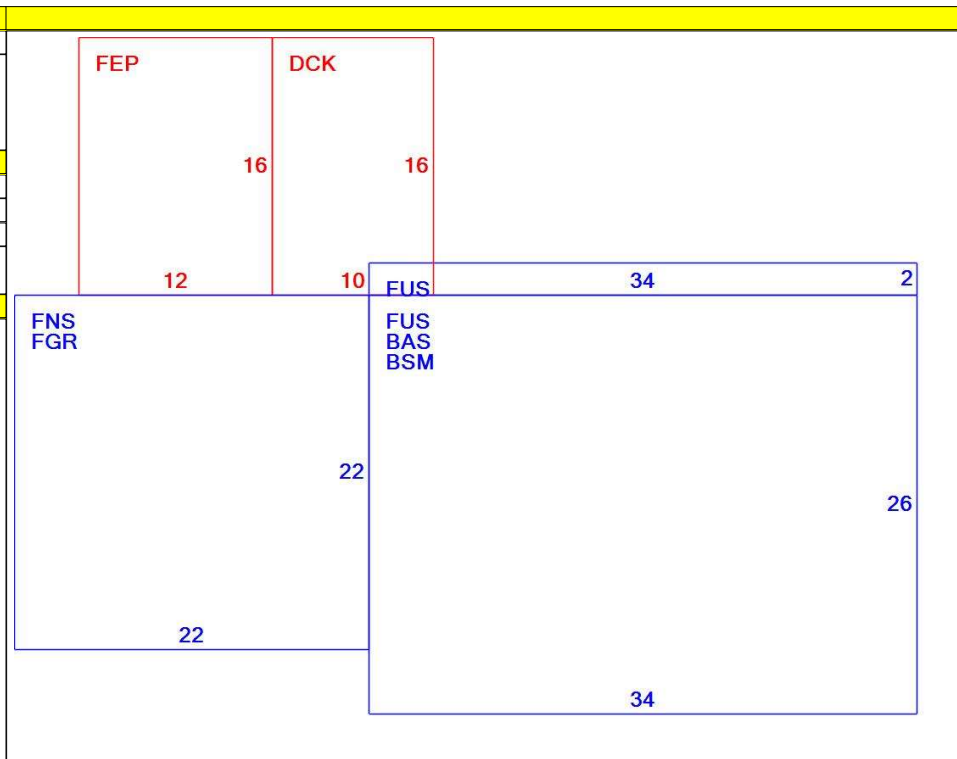 FEP DCK
16 16
12 10 34 2
FUS
FNS FUS
FGR BAS
BSM
22
26
22
34